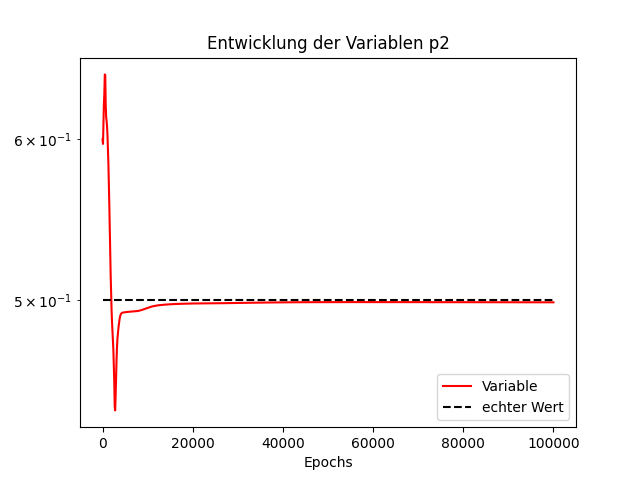 Entwicklung der Variablen p2
6 × 10⁻¹
5 × 10⁻¹
Variable
echter Wert
0 20000 40000 60000 80000 100000
Epochs